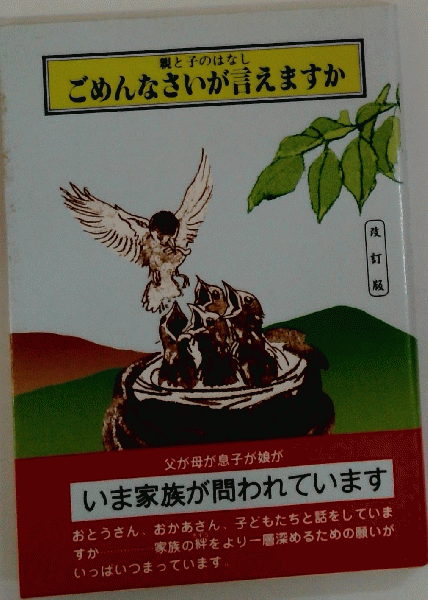 親と子のはなし
ごめんなさいが言えますか
改訂版
父が母が息子が娘が
いま家族が問われています
おとうさん、おかあさん、子どもたちと話をしていま
すか…………家族の絆をより一層深めるための願いが
いっぱいつまっています。